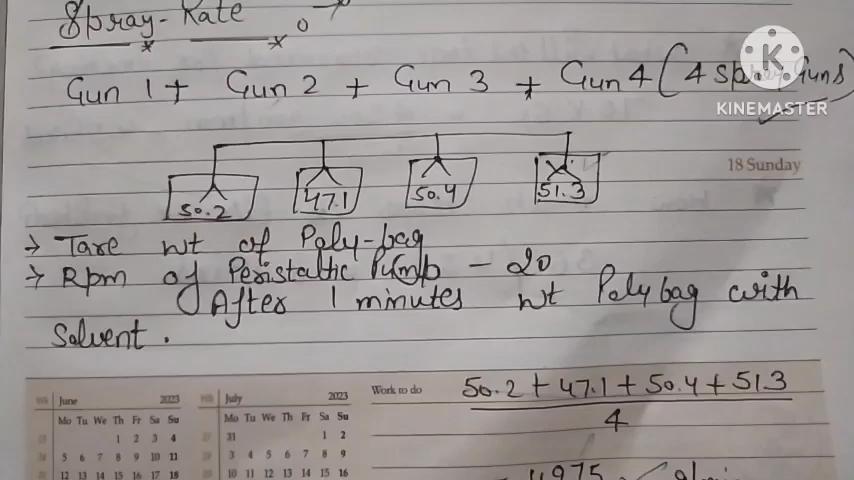 Spray-Rate
Gun 1 + Gun 2 + Gun 3 + Gun 4 (4 Spray Guns)
KINEMASTER
18 Sunday
50.2 47.1 50.4 51.3
→ Tare wt of Poly-bag
→ Rpm of Peristaltic Pump - 20
After 1 minutes wt Polybag with
Solvent.
June 2023 July 2023 Work to do
50.2 + 47.1 + 50.4 + 51.3
4
Mo Tu We Th Fr Sa Su Mo Tu We Th Fr Sa Su
1 2 3 4 31 1 2
5 6 7 8 9 10 11 3 4 5 6 7 8 9
12 13 14 15 16 17 18 10 11 12 13 14 15 16